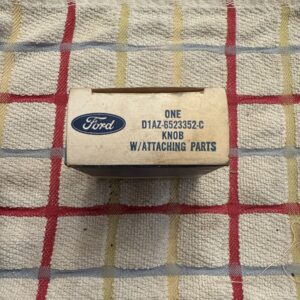 Ford
ONE
D1AZ-6523352-C
KNOB
W/ATTACHING PARTS